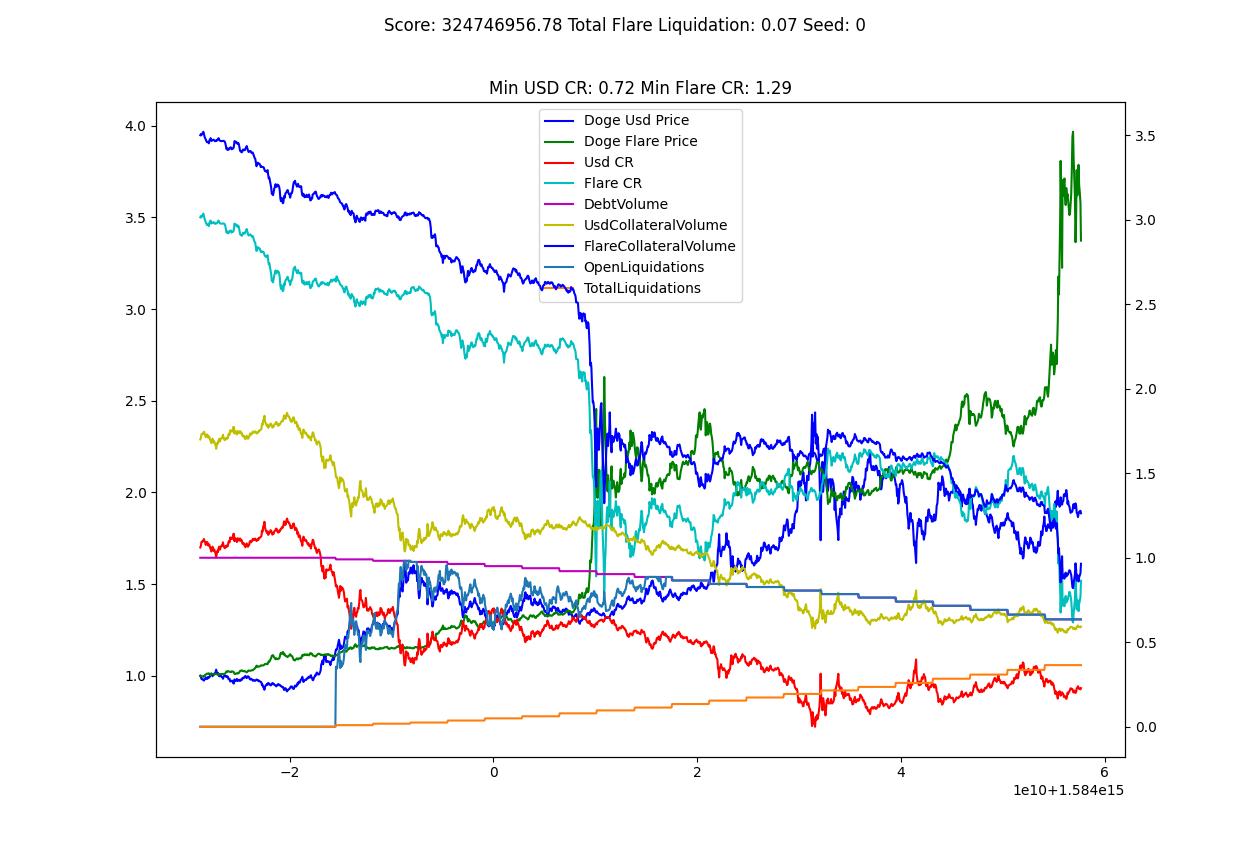 Score: 324746956.78 Total Flare Liquidation: 0.07 Seed: 0
Min USD CR: 0.72 Min Flare CR: 1.29
Doge Usd Price
Doge Flare Price
Usd CR
Flare CR
DebtVolume
UsdCollateralVolume
FlareCollateralVolume
OpenLiquidations
TotalLiquidations
4.0
3.5
3.0
2.5
2.0
1.5
1.0
3.5
3.0
2.5
2.0
1.5
1.0
0.5
0.0
−2 0 2 4 6
1e10+1.584e15